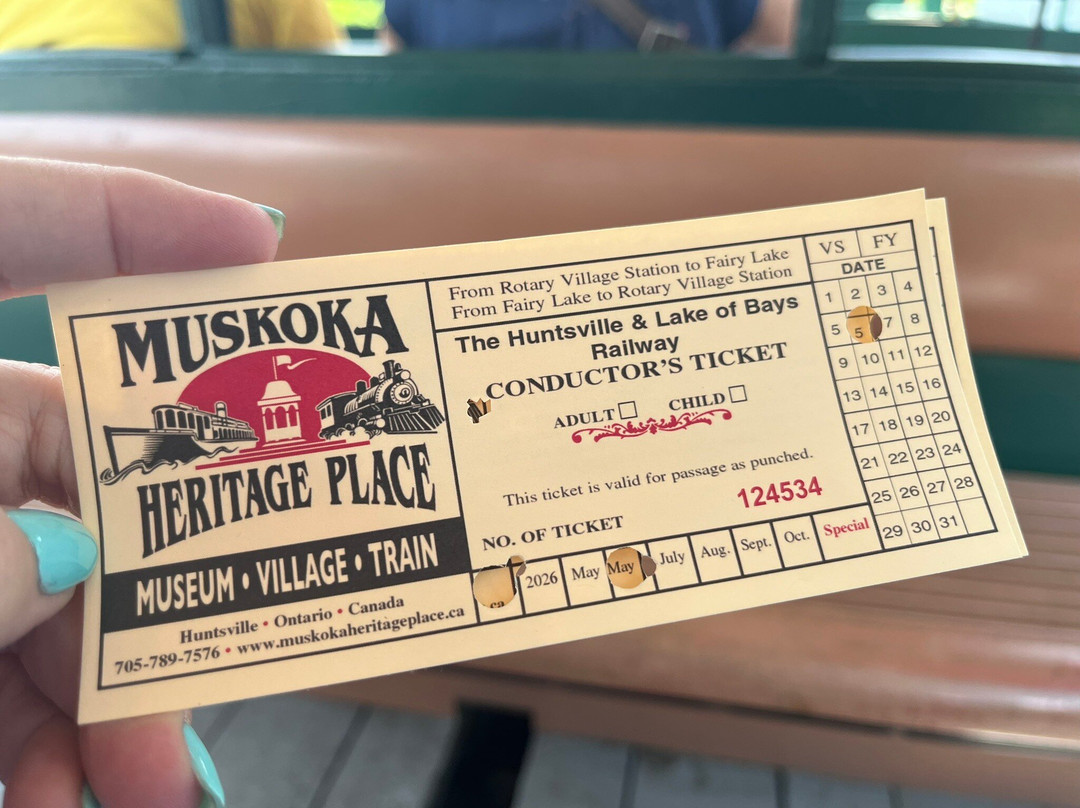 MUSKOKA
HERITAGE PLACE
MUSEUM • VILLAGE • TRAIN
Huntsville • Ontario • Canada
705-789-7576 • www.muskokaheritageplace.ca
From Rotary Village Station to Fairy Lake
From Fairy Lake to Rotary Village Station
The Huntsville & Lake of Bays
Railway
CONDUCTOR'S TICKET
ADULT CHILD
This ticket is valid for passage as punched.
124534
NO. OF TICKET
ca 2026 May May July Aug. Sept. Oct. Special
VS FY
DATE
1 2 3 4
5 5 7 8
9 10 11 12
13 14 15 16
17 18 19 20
21 22 23 24
25 26 27 28
29 30 31